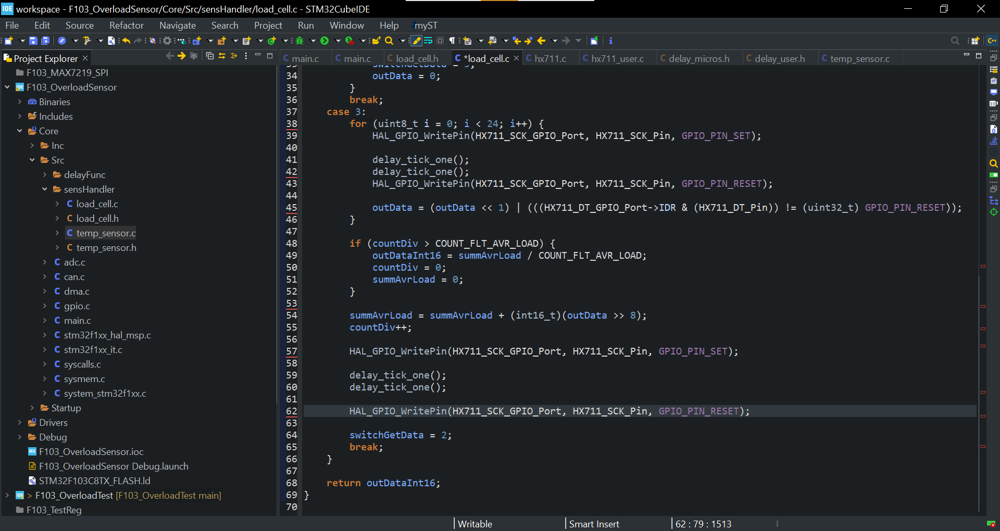 IDE workspace - F103_OverloadSensor/Core/Src/sensHandler/load_cell.c - STM32CubeIDE
File Edit Source Refactor Navigate Search Project Run Window Help myST
Project Explorer
F103_MAX7219_SPI
F103_OverloadSensor
Binaries
Includes
Core
Inc
Src
delayFunc
sensHandler
load_cell.c
load_cell.h
temp_sensor.c
temp_sensor.h
adc.c
can.c
dma.c
gpio.c
main.c
stm32f1xx_hal_msp.c
stm32f1xx_it.c
syscalls.c
sysmem.c
system_stm32f1xx.c
Startup
Drivers
Debug
MX F103_OverloadSensor.ioc
F103_OverloadSensor Debug.launch
STM32F103C8TX_FLASH.ld
> F103_OverloadTest [F103_OverloadTest main]
F103_TestReg
main.c main.c load_cell.h *load_cell.c hx711.c hx711_user.c delay_micros.h delay_user.h temp_sensor.c
33 switchGetData = 3;
34 outData = 0;
35 }
36 break;
37 case 3:
38 for (uint8_t i = 0; i < 24; i++) {
39 HAL_GPIO_WritePin(HX711_SCK_GPIO_Port, HX711_SCK_Pin, GPIO_PIN_SET);
40
41 delay_tick_one();
42 delay_tick_one();
43 HAL_GPIO_WritePin(HX711_SCK_GPIO_Port, HX711_SCK_Pin, GPIO_PIN_RESET);
44
45 outData = (outData << 1) | (((HX711_DT_GPIO_Port->IDR & (HX711_DT_Pin)) != (uint32_t) GPIO_PIN_RESET));
46 }
47
48 if (countDiv > COUNT_FLT_AVR_LOAD) {
49 outDataInt16 = summAvrLoad / COUNT_FLT_AVR_LOAD;
50 countDiv = 0;
51 summAvrLoad = 0;
52 }
53
54 summAvrLoad = summAvrLoad + (int16_t)(outData >> 8);
55 countDiv++;
56
57 HAL_GPIO_WritePin(HX711_SCK_GPIO_Port, HX711_SCK_Pin, GPIO_PIN_SET);
58
59 delay_tick_one();
60 delay_tick_one();
61
62 HAL_GPIO_WritePin(HX711_SCK_GPIO_Port, HX711_SCK_Pin, GPIO_PIN_RESET);
63
64 switchGetData = 2;
65 break;
66 }
67
68 return outDataInt16;
69 }
70
Writable Smart Insert 62 : 79 : 1513